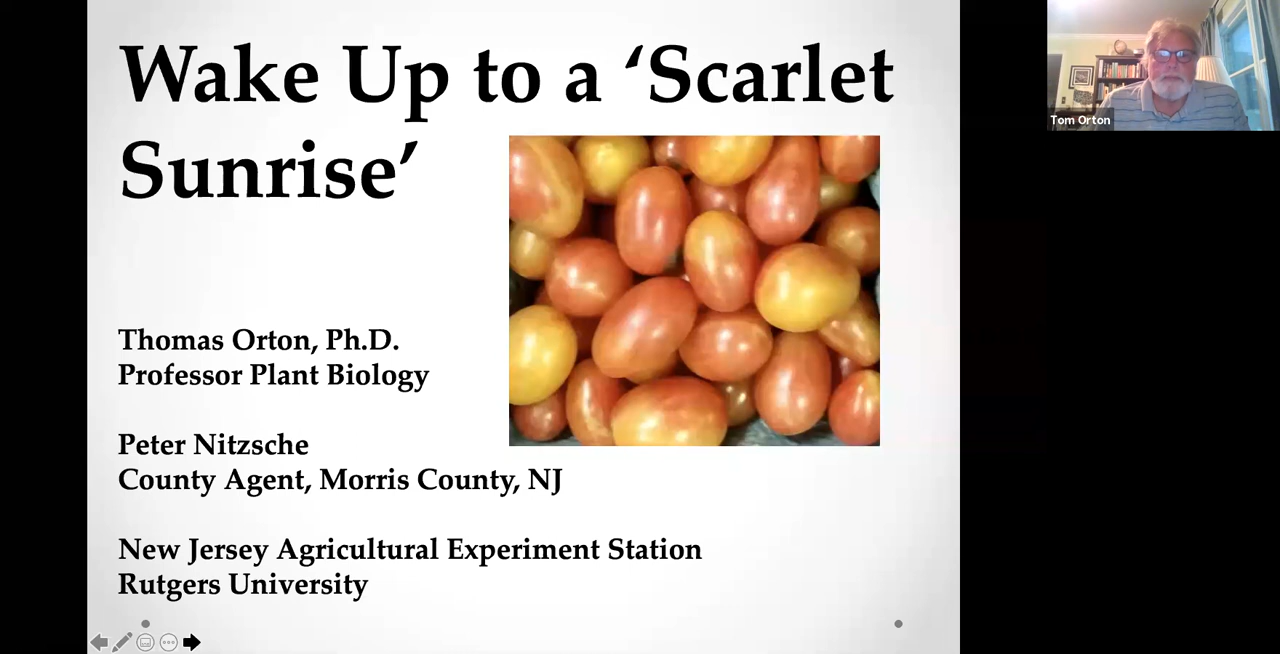 Wake Up to a ‘Scarlet
Sunrise’
Thomas Orton, Ph.D.
Professor Plant Biology
Peter Nitzsche
County Agent, Morris County, NJ
New Jersey Agricultural Experiment Station
Rutgers University
Tom Orton